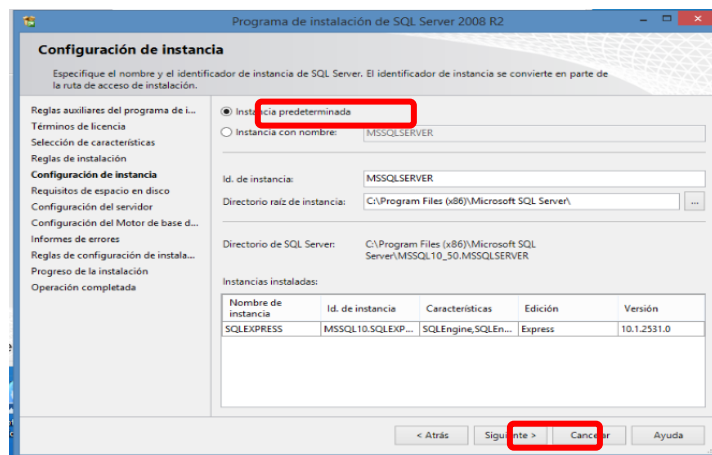 Programa de instalación de SQL Server 2008 R2
Configuración de instancia
Especifique el nombre y el identificador de instancia de SQL Server. El identificador de instancia se convierte en parte de
la ruta de acceso de instalación.
Reglas auxiliares del programa de i...
Términos de licencia
Selección de características
Reglas de instalación
Configuración de instancia
Requisitos de espacio en disco
Configuración del servidor
Configuración del Motor de base d...
Informes de errores
Reglas de configuración de instala...
Progreso de la instalación
Operación completada
Instancia predeterminada
Instancia con nombre: MSSQLSERVER
Id. de instancia: MSSQLSERVER
Directorio raíz de instancia: C:\Program Files (x86)\Microsoft SQL Server\ ...
Directorio de SQL Server: C:\Program Files (x86)\Microsoft SQL
Server\MSSQL10_50.MSSQLSERVER
Instancias instaladas:
Nombre de
instancia Id. de instancia Características Edición Versión
SQLEXPRESS MSSQL10.SQLEXP... SQLEngine,SQLEn... Express 10.1.2531.0
< Atrás Siguiente > Cancelar Ayuda